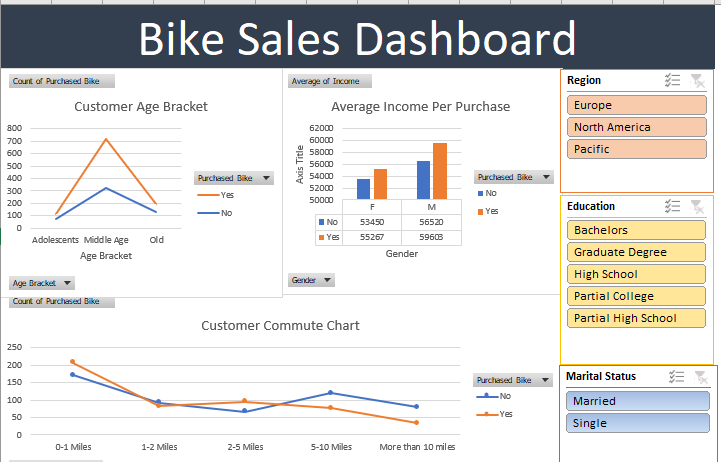 Bike Sales Dashboard
Count of Purchased Bike
Customer Age Bracket
800
700
600
500
400
300
200
100
0
Adolescents Middle Age Old
Age Bracket
Purchased Bike
Yes
No
Age Bracket
Average of Income
Average Income Per Purchase
62000
60000
58000
56000
54000
52000
50000
Axis Title
F M
No 53450 56520
Yes 55267 59603
Gender
Purchased Bike
No
Yes
Gender
Count of Purchased Bike
Customer Commute Chart
250
200
150
100
50
0
0-1 Miles 1-2 Miles 2-5 Miles 5-10 Miles More than 10 miles
Purchased Bike
No
Yes
Region
Europe
North America
Pacific
Education
Bachelors
Graduate Degree
High School
Partial College
Partial High School
Marital Status
Married
Single